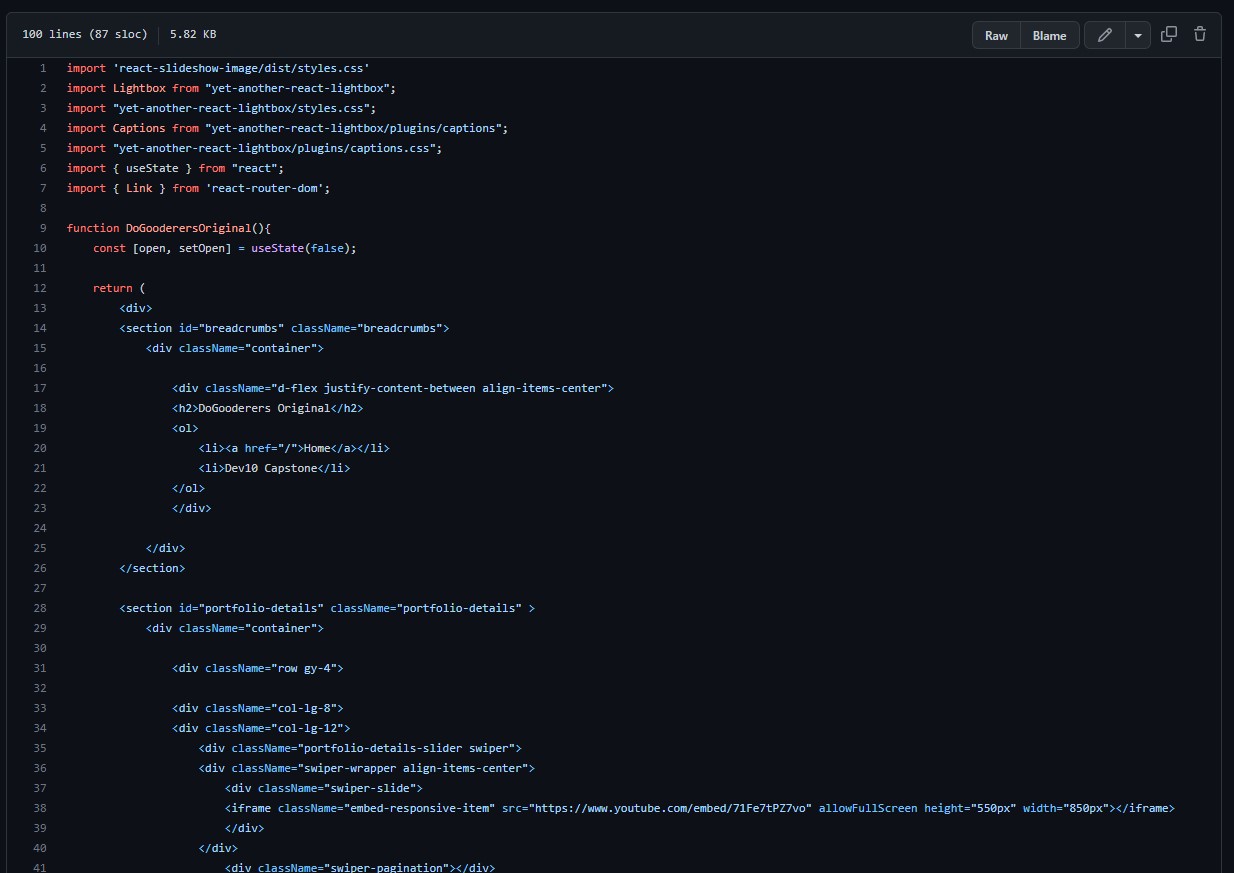 100 lines (87 sloc) 5.82 KB Raw Blame
1 import 'react-slideshow-image/dist/styles.css'
2 import Lightbox from "yet-another-react-lightbox";
3 import "yet-another-react-lightbox/styles.css";
4 import Captions from "yet-another-react-lightbox/plugins/captions";
5 import "yet-another-react-lightbox/plugins/captions.css";
6 import { useState } from "react";
7 import { Link } from 'react-router-dom';
8
9 function DoGooderersOriginal(){
10 const [open, setOpen] = useState(false);
11
12 return (
13 <div>
14 <section id="breadcrumbs" className="breadcrumbs">
15 <div className="container">
16
17 <div className="d-flex justify-content-between align-items-center">
18 <h2>DoGooderers Original</h2>
19 <ol>
20 <li><a href="/">Home</a></li>
21 <li>Dev10 Capstone</li>
22 </ol>
23 </div>
24
25 </div>
26 </section>
27
28 <section id="portfolio-details" className="portfolio-details" >
29 <div className="container">
30
31 <div className="row gy-4">
32
33 <div className="col-lg-8">
34 <div className="col-lg-12">
35 <div className="portfolio-details-slider swiper">
36 <div className="swiper-wrapper align-items-center">
37 <div className="swiper-slide">
38 <iframe className="embed-responsive-item" src="https://www.youtube.com/embed/71Fe7tPZ7vo" allowFullScreen height="550px" width="850px"></iframe>
39 </div>
40 </div>
41 <div className="swiper-pagination"></div>